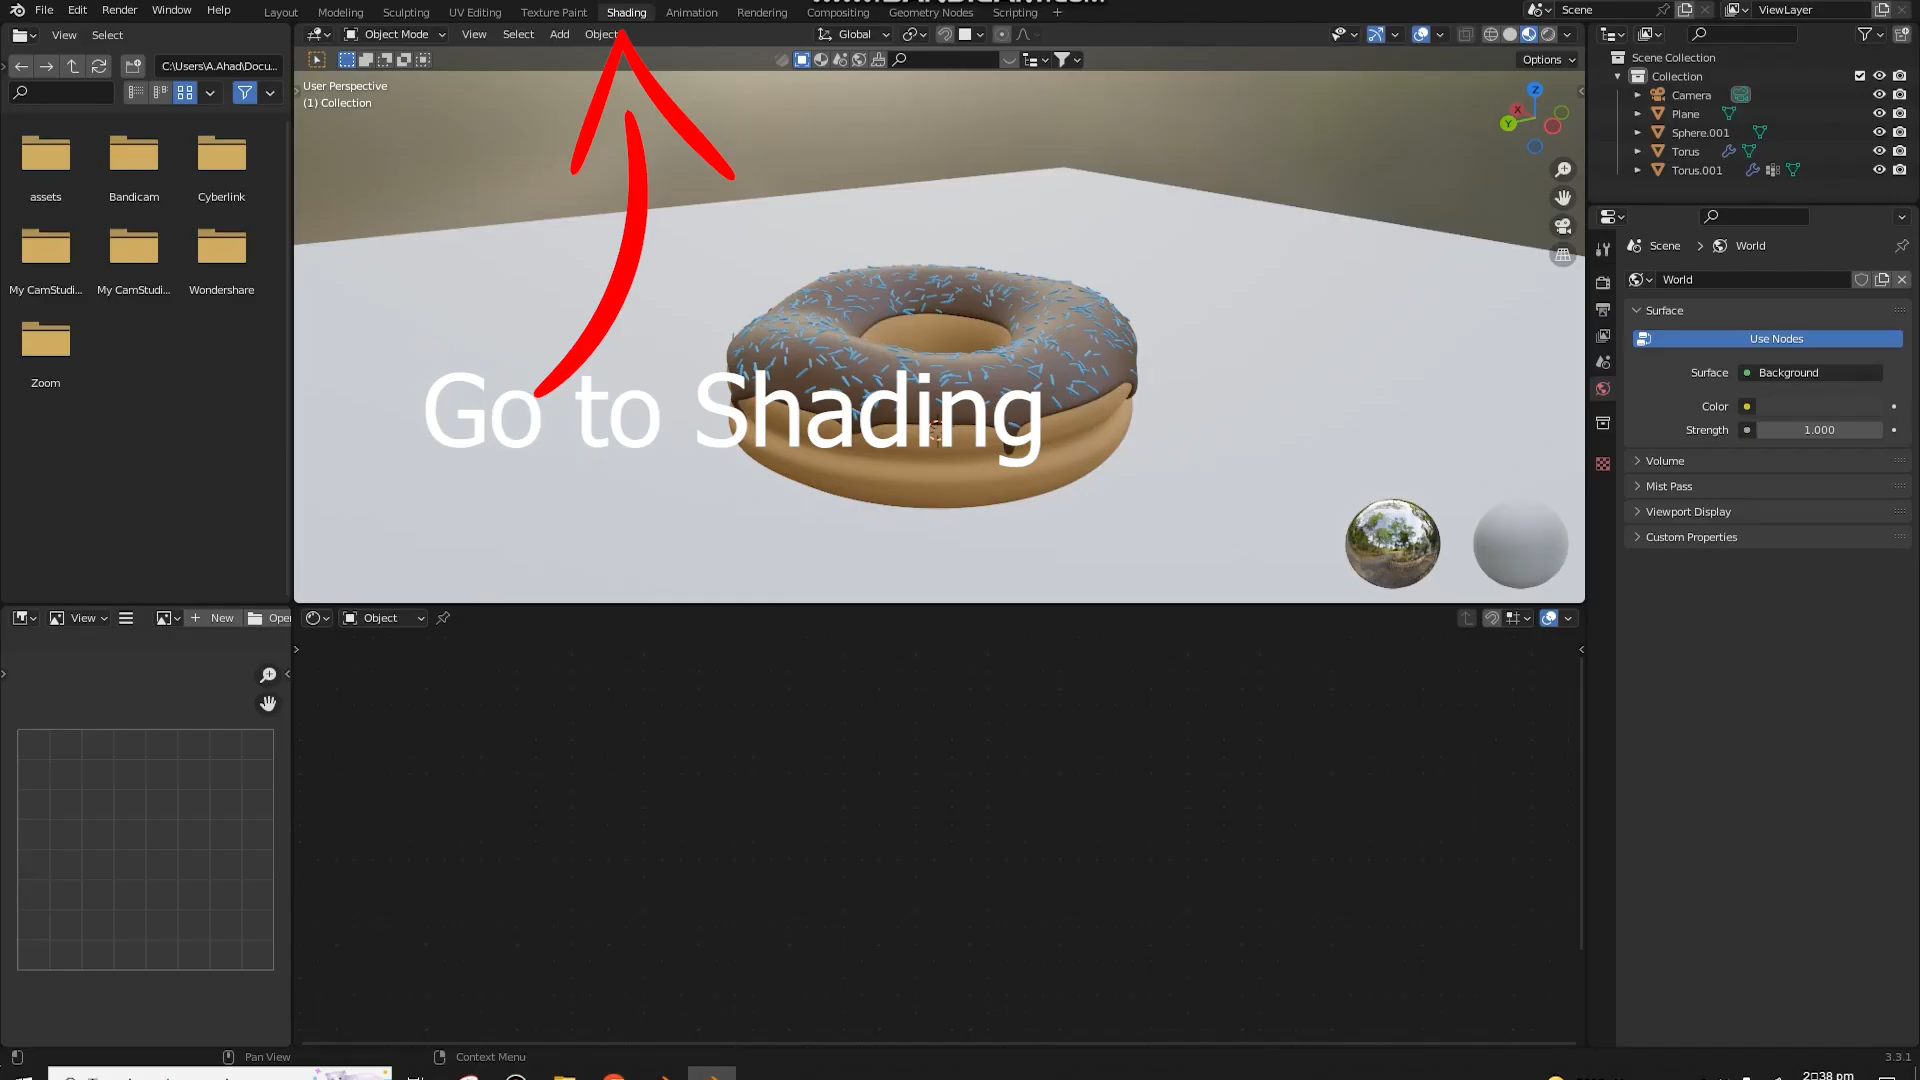 File Edit Render Window Help
Layout Modeling Sculpting UV Editing Texture Paint Shading Animation Rendering Compositing Geometry Nodes Scripting +
Scene
ViewLayer
View Select
Object Mode View Select Add Object
Global
C:\Users\A.Ahad\Docu...
Options
User Perspective
(1) Collection
Z
X
Y
assets Bandicam Cyberlink
My CamStudi... My CamStudi... Wondershare
Zoom
Go to Shading
Scene Collection
Collection
Camera
Plane
Sphere.001
Torus
Torus.001
Scene > World
World
Surface
Use Nodes
Surface Background
Color
Strength 1.000
Volume
Mist Pass
Viewport Display
Custom Properties
View
+ New
Object
Pan View
Context Menu
3.3.1